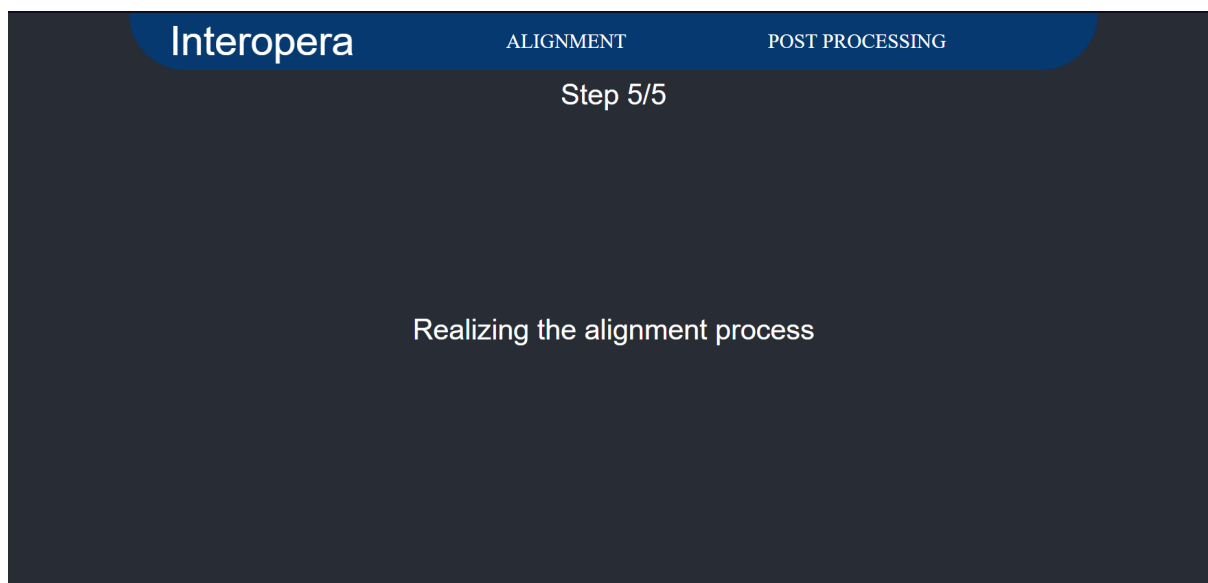 Interopera ALIGNMENT POST PROCESSING
Step 5/5
Realizing the alignment process